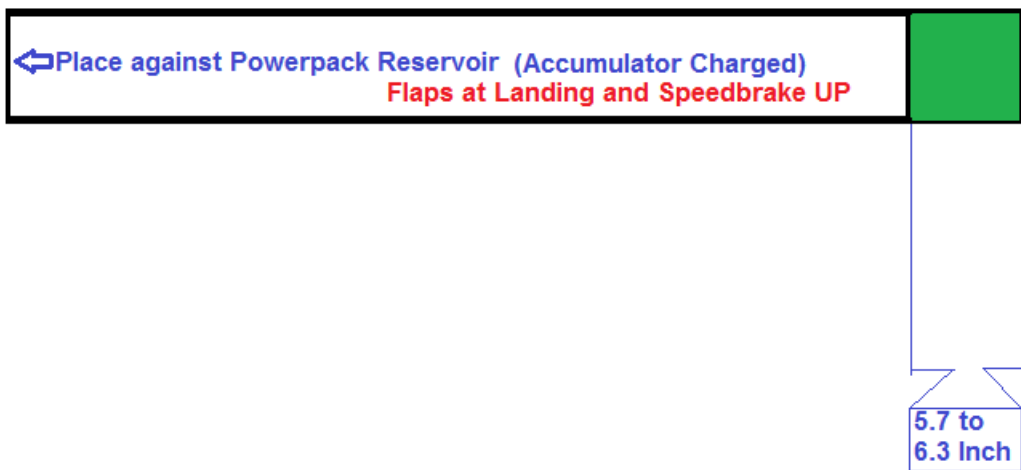 Place against Powerpack Reservoir (Accumulator Charged)
Flaps at Landing and Speedbrake UP
5.7 to
6.3 Inch